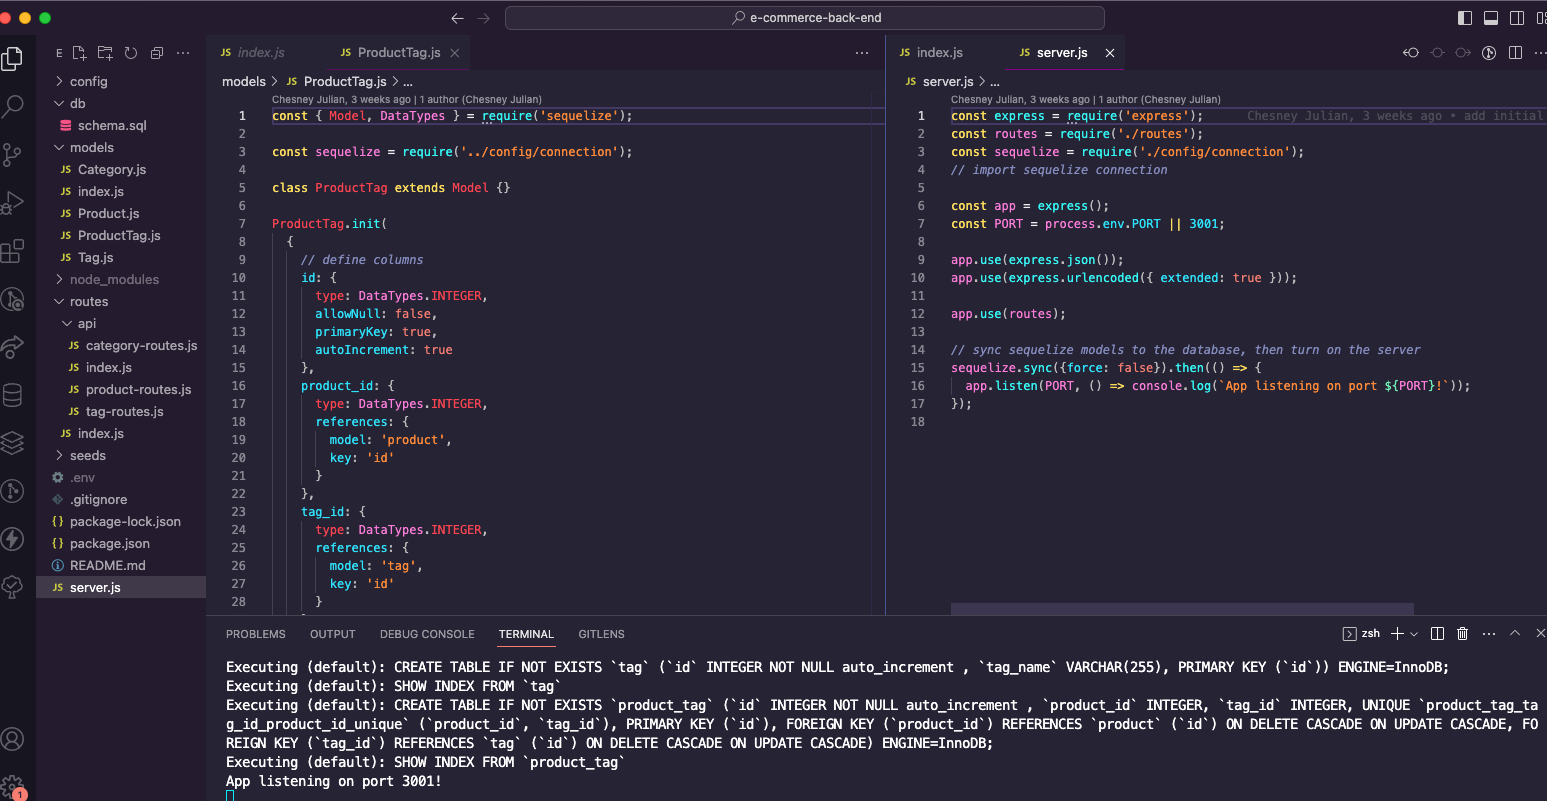 e-commerce-back-end
E
config
db
schema.sql
models
JS Category.js
JS index.js
JS Product.js
JS ProductTag.js
JS Tag.js
node_modules
routes
api
JS category-routes.js
JS index.js
JS product-routes.js
JS tag-routes.js
JS index.js
seeds
.env
.gitignore
{} package-lock.json
{} package.json
README.md
JS server.js
1
JS index.js JS ProductTag.js
models > JS ProductTag.js > ...
Chesney Julian, 3 weeks ago | 1 author (Chesney Julian)
1 const { Model, DataTypes } = require('sequelize');
2
3 const sequelize = require('../config/connection');
4
5 class ProductTag extends Model {}
6
7 ProductTag.init(
8 {
9 // define columns
10 id: {
11 type: DataTypes.INTEGER,
12 allowNull: false,
13 primaryKey: true,
14 autoIncrement: true
15 },
16 product_id: {
17 type: DataTypes.INTEGER,
18 references: {
19 model: 'product',
20 key: 'id'
21 }
22 },
23 tag_id: {
24 type: DataTypes.INTEGER,
25 references: {
26 model: 'tag',
27 key: 'id'
28 }
JS index.js JS server.js
JS server.js > ...
Chesney Julian, 3 weeks ago | 1 author (Chesney Julian)
1 const express = require('express'); Chesney Julian, 3 weeks ago • add initial
2 const routes = require('./routes');
3 const sequelize = require('./config/connection');
4 // import sequelize connection
5
6 const app = express();
7 const PORT = process.env.PORT || 3001;
8
9 app.use(express.json());
10 app.use(express.urlencoded({ extended: true }));
11
12 app.use(routes);
13
14 // sync sequelize models to the database, then turn on the server
15 sequelize.sync({force: false}).then(() => {
16 app.listen(PORT, () => console.log(`App listening on port ${PORT}!`));
17 });
18
PROBLEMS OUTPUT DEBUG CONSOLE TERMINAL GITLENS
zsh
Executing (default): CREATE TABLE IF NOT EXISTS `tag` (`id` INTEGER NOT NULL auto_increment , `tag_name` VARCHAR(255), PRIMARY KEY (`id`)) ENGINE=InnoDB;
Executing (default): SHOW INDEX FROM `tag`
Executing (default): CREATE TABLE IF NOT EXISTS `product_tag` (`id` INTEGER NOT NULL auto_increment , `product_id` INTEGER, `tag_id` INTEGER, UNIQUE `product_tag_ta
g_id_product_id_unique` (`product_id`, `tag_id`), PRIMARY KEY (`id`), FOREIGN KEY (`product_id`) REFERENCES `product` (`id`) ON DELETE CASCADE ON UPDATE CASCADE, FO
REIGN KEY (`tag_id`) REFERENCES `tag` (`id`) ON DELETE CASCADE ON UPDATE CASCADE) ENGINE=InnoDB;
Executing (default): SHOW INDEX FROM `product_tag`
App listening on port 3001!